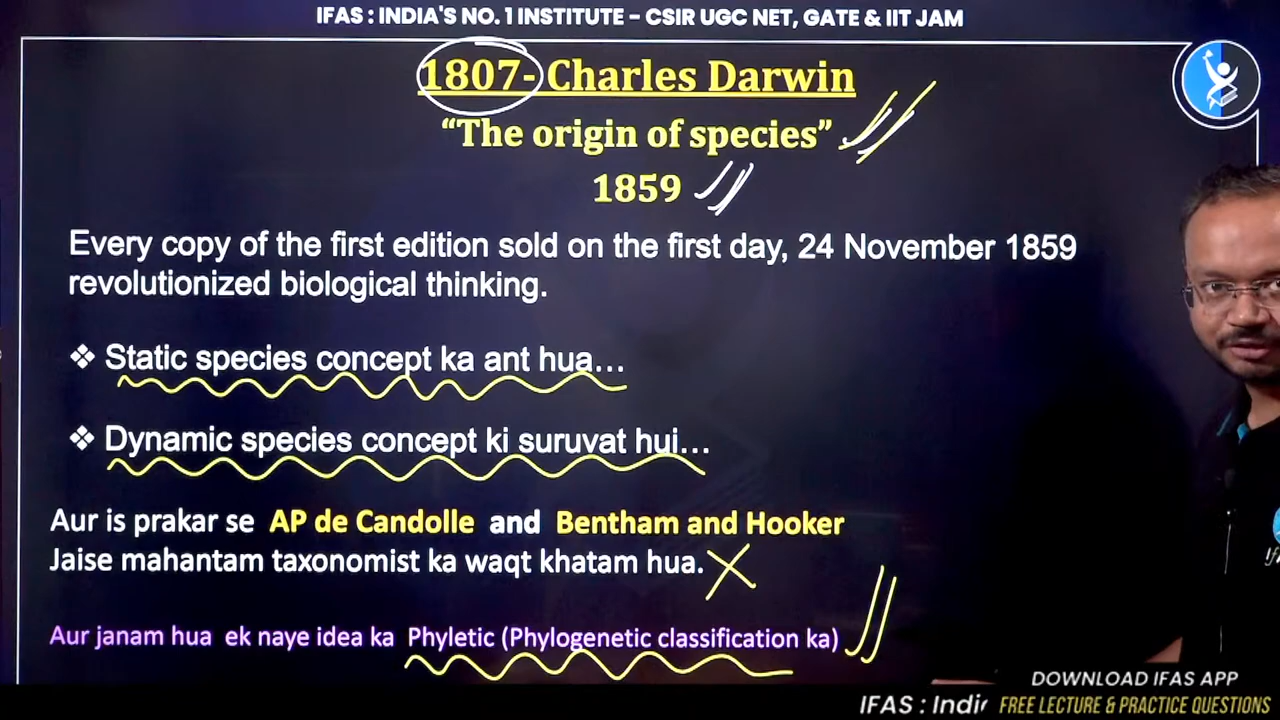 IFAS : INDIA'S NO. 1 INSTITUTE – CSIR UGC NET, GATE & IIT JAM
1807- Charles Darwin
“The origin of species”
1859
Every copy of the first edition sold on the first day, 24 November 1859
revolutionized biological thinking.
❖ Static species concept ka ant hua...
❖ Dynamic species concept ki suruvat hui...
Aur is prakar se AP de Candolle and Bentham and Hooker
Jaise mahantam taxonomist ka waqt khatam hua.
Aur janam hua ek naye idea ka Phyletic (Phylogenetic classification ka)
DOWNLOAD IFAS APP
IFAS : Indi
FREE LECTURE & PRACTICE QUESTIONS